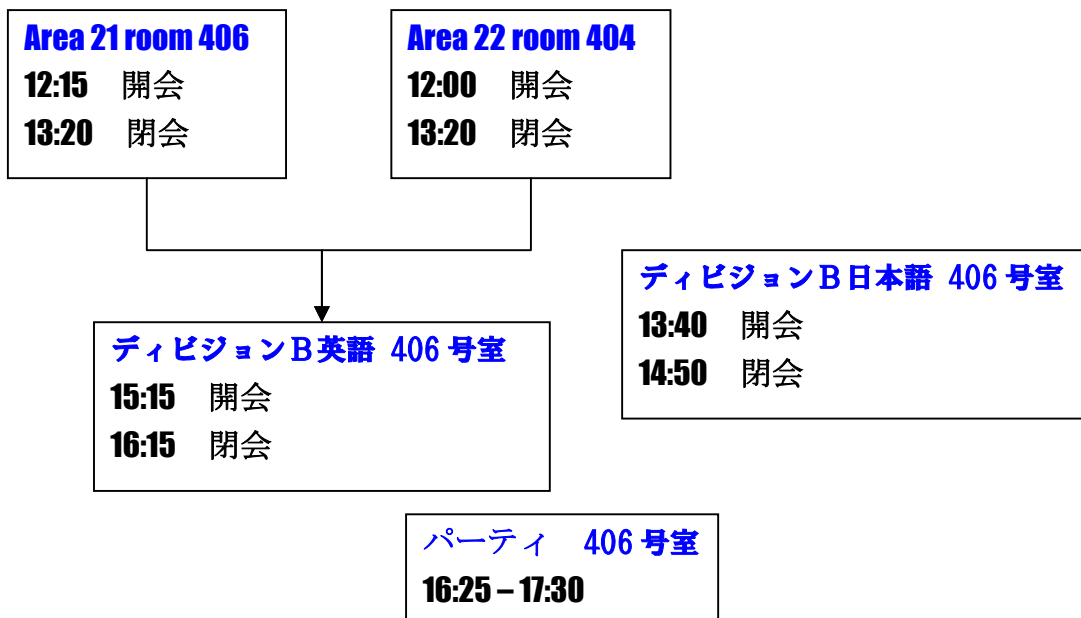 Area 21 room 406
12:15 開会
13:20 閉会
Area 22 room 404
12:00 開会
13:20 閉会
ディビジョンB日本語 406 号室
13:40 開会
14:50 閉会
ディビジョンB英語 406 号室
15:15 開会
16:15 閉会
パーティ 406 号室
16:25 – 17:30